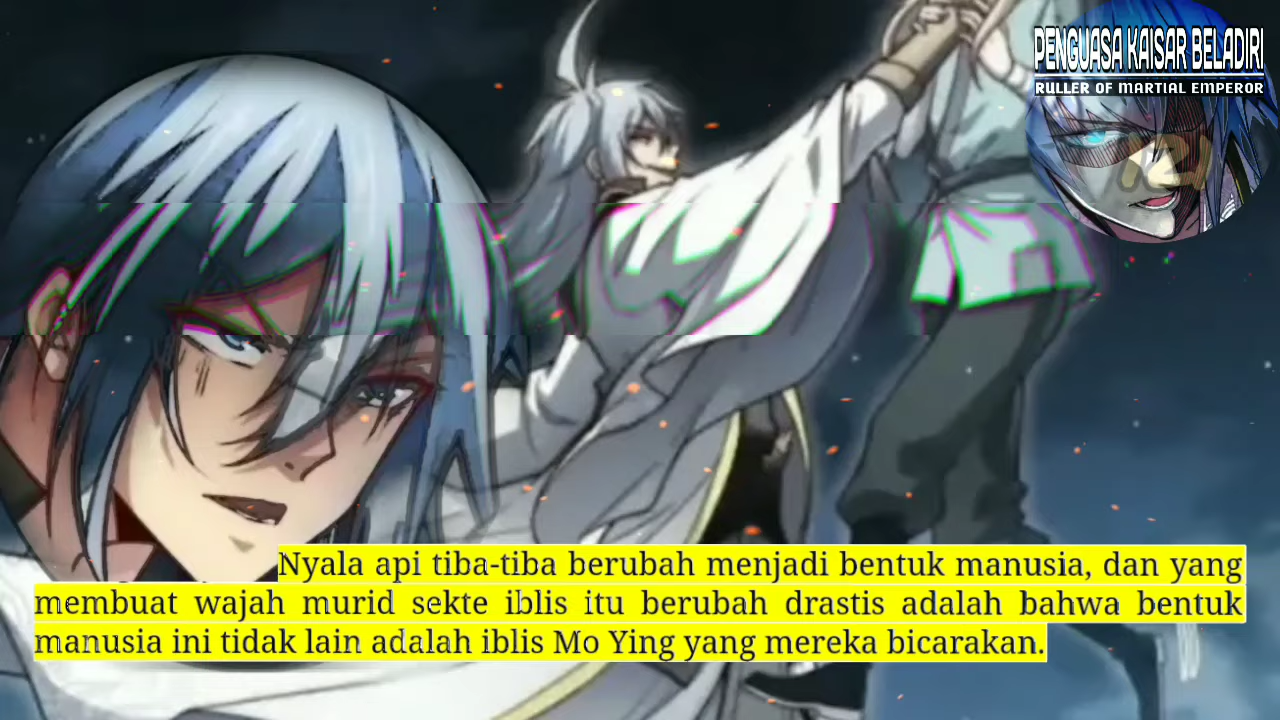 PENGUASA KAISAR BELADIRI
RULLER OF MARTIAL EMPEROR
Nyala api tiba-tiba berubah menjadi bentuk manusia, dan yang
membuat wajah murid sekte iblis itu berubah drastis adalah bahwa bentuk
manusia ini tidak lain adalah iblis Mo Ying yang mereka bicarakan.